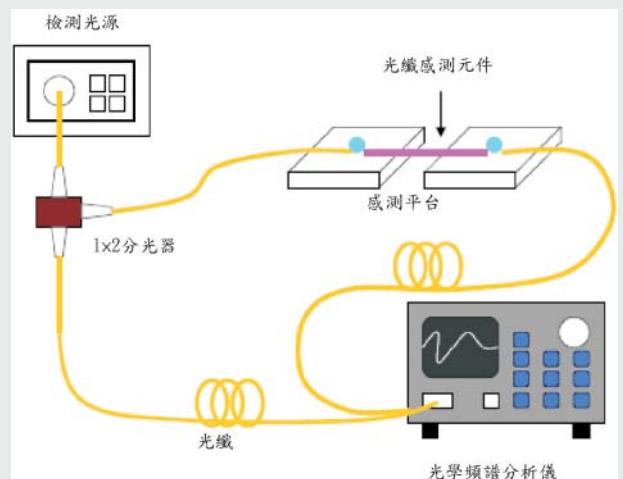 檢測光源
光纖感測元件
感測平台
1×2分光器
光纖
光學頻譜分析儀